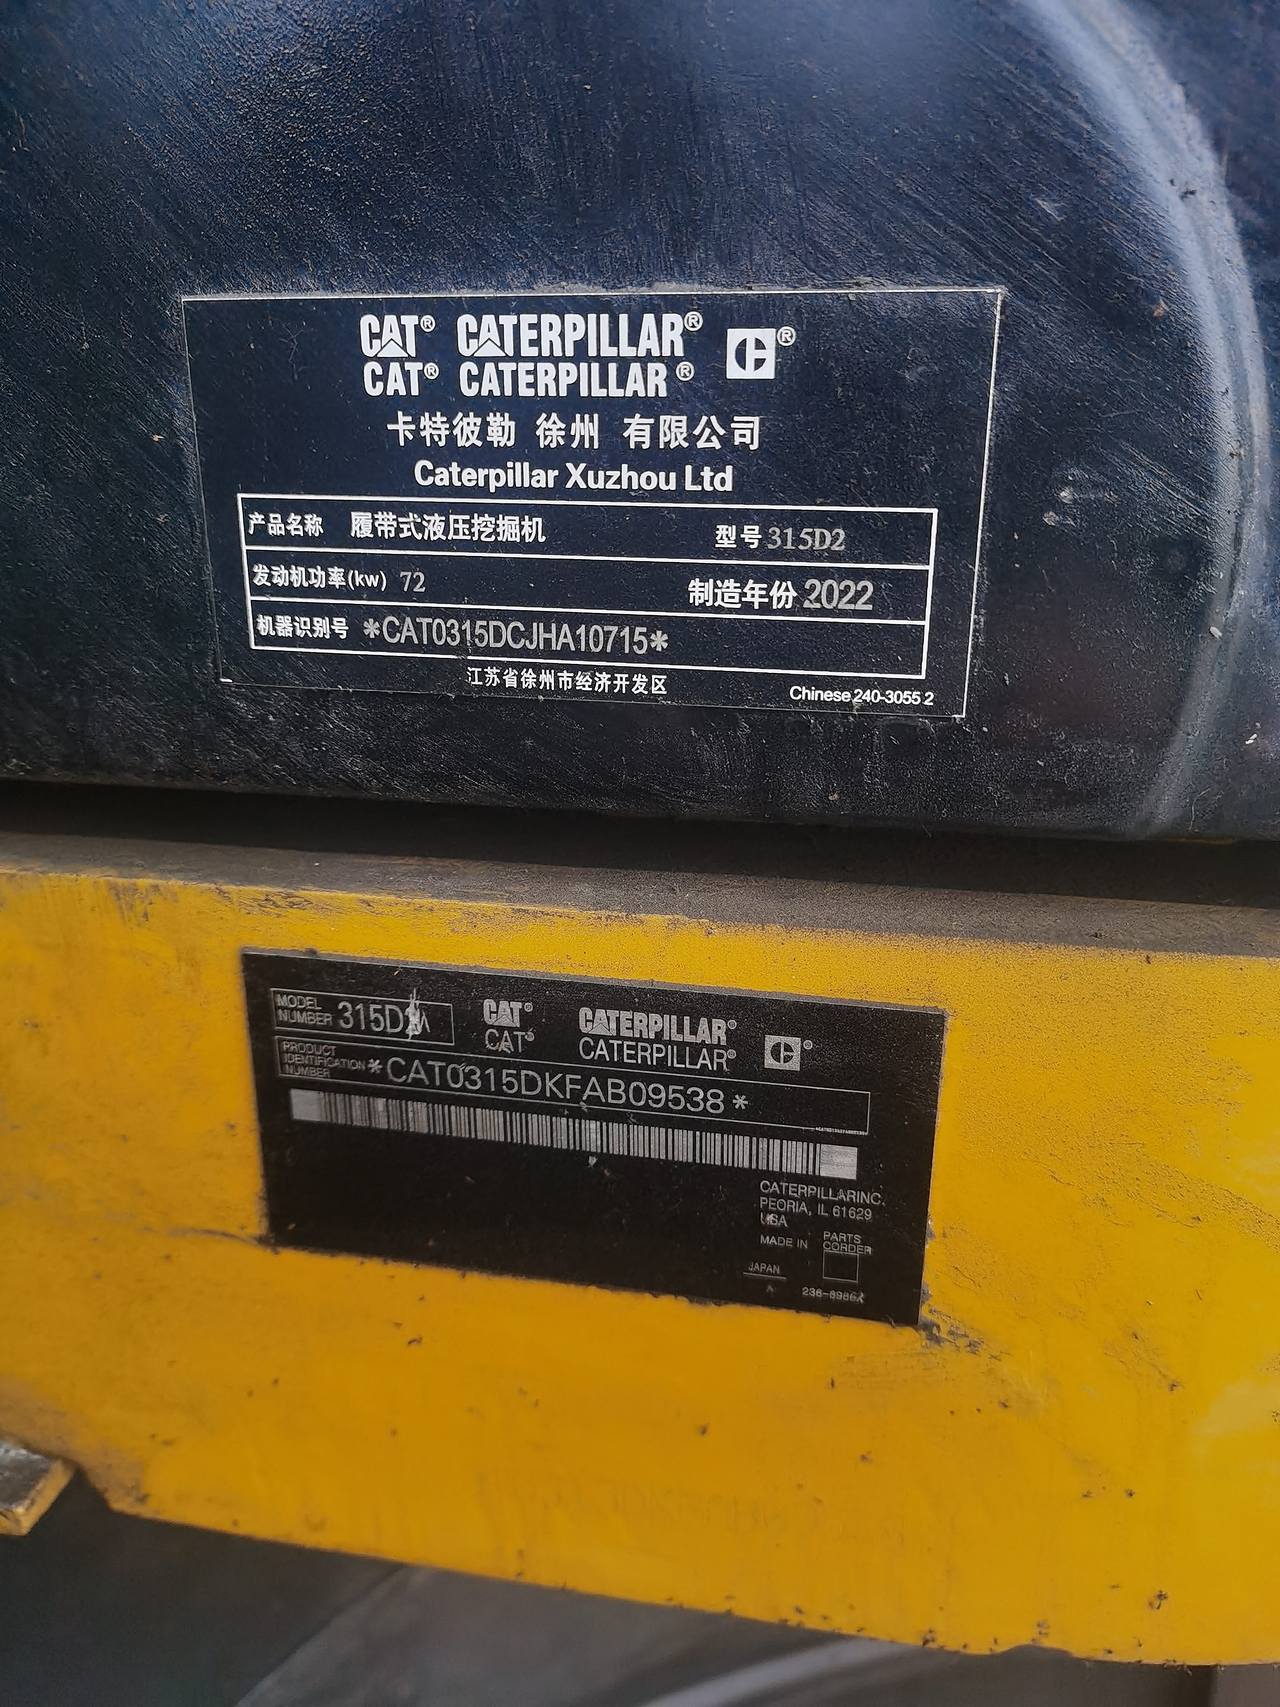 CAT® CATERPILLAR® C®
CAT® CATERPILLAR®
卡特彼勒 徐州 有限公司
Caterpillar Xuzhou Ltd
产品名称 履带式液压挖掘机 型号 315D2
发动机功率(kw) 72 制造年份 2022
机器识别号 *CAT0315DCJHA10715*
江苏省徐州市经济开发区 Chinese 240-3055 2
MODEL NUMBER CAT® CATERPILLAR® C®
CAT® CATERPILLAR®
PRODUCT IDENTIFICATION NUMBER *CAT0315DKFAB09538*
CATERPILLAR INC.
PEORIA, IL 61629
USA
MADE IN PARTS CORDER
JAPAN
A